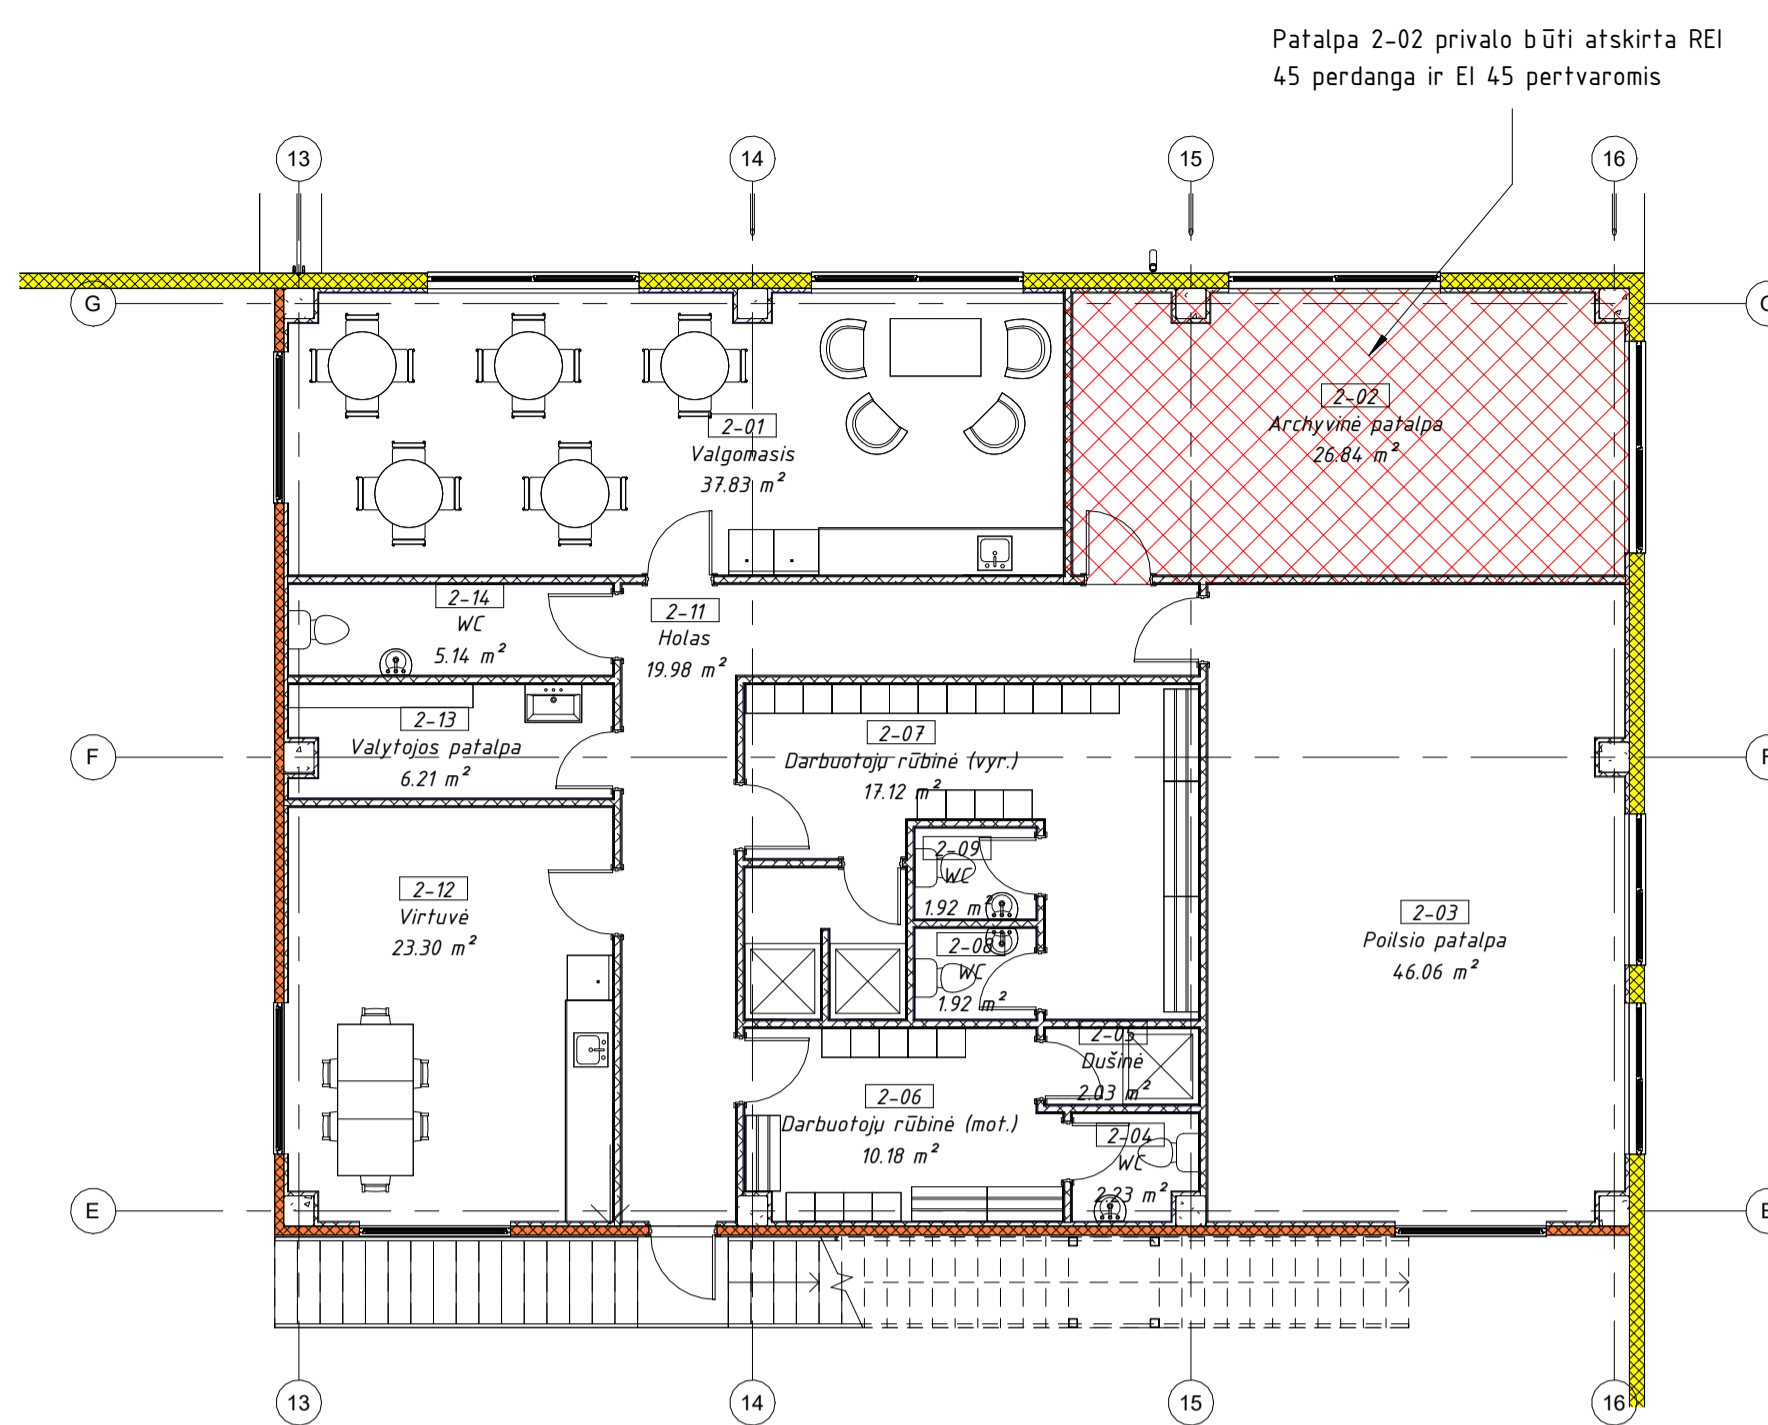 Patalpa 2-02 privalo būti atskirta REI
45 perdanga ir EI 45 pertvaromis
13
14
15
16
G
2-01
Valgomasis
37.83 m²
2-02
Archyvinė patalpa
26.84 m²
2-14
WC
5.14 m²
2-11
Holas
19.98 m²
2-13
Valytojos patalpa
6.21 m²
F
2-07
Darbuotojų rūbinė (vyr.)
17.12 m²
2-09
WC
1.92 m²
2-12
Virtuvė
23.30 m²
2-08
WC
1.92 m²
2-03
Poilsio patalpa
46.06 m²
2-05
Dušinė
2.03 m²
2-06
Darbuotojų rūbinė (mot.)
10.18 m²
2-04
WC
2.23 m²
E
13
14
15
16